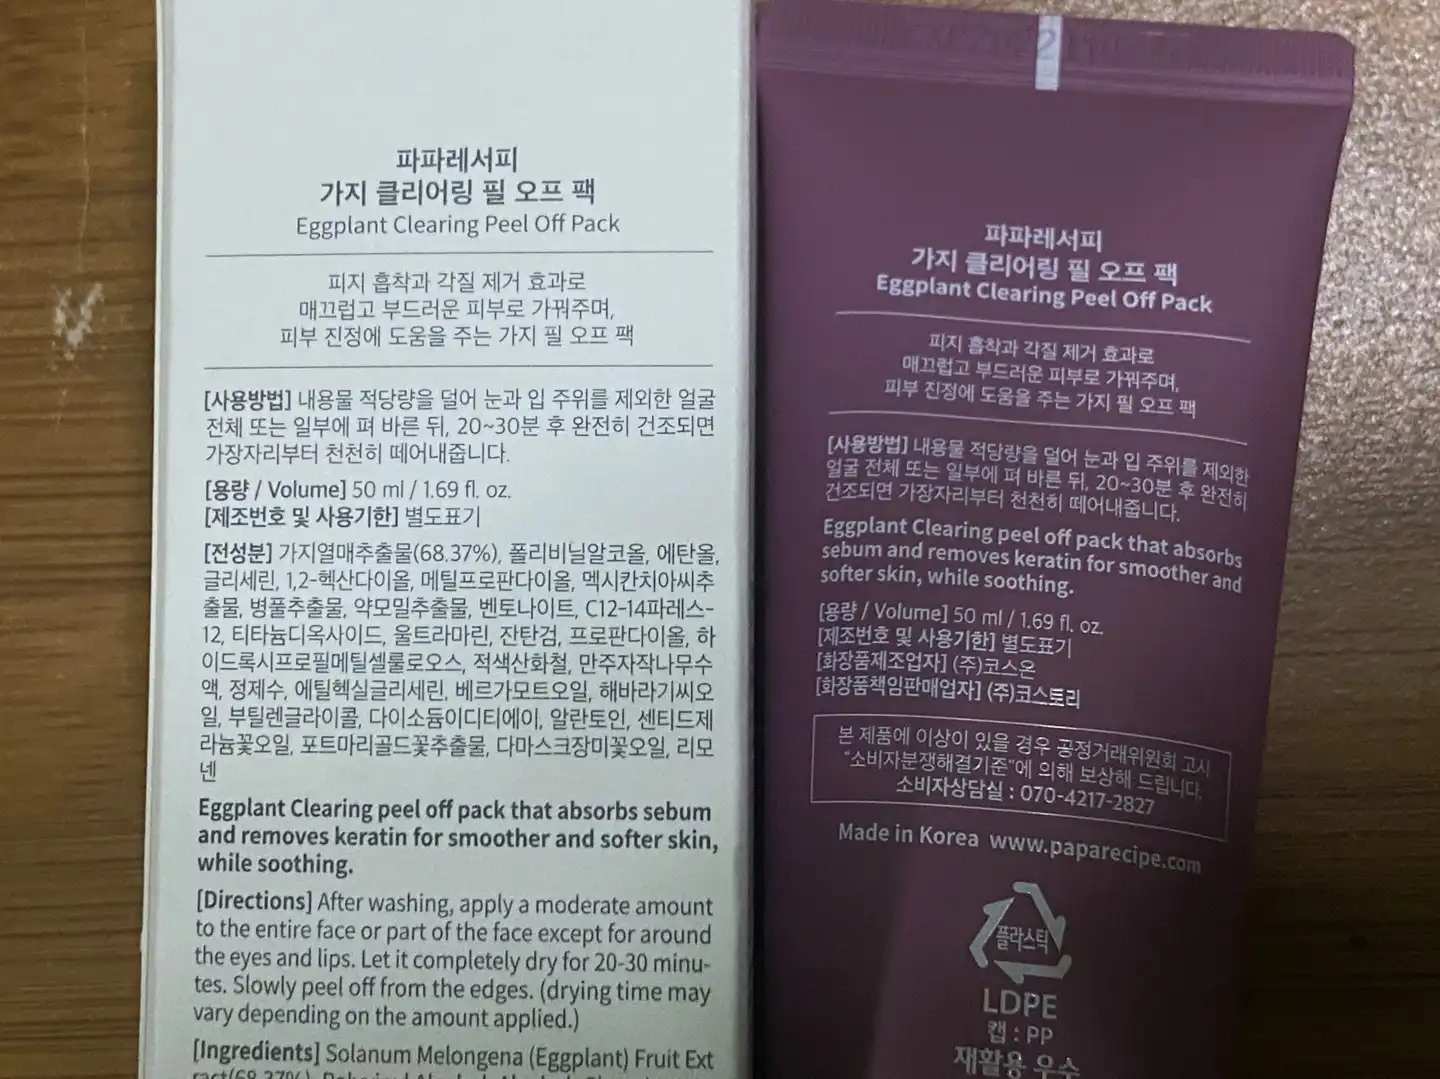 파파레서피
가지 클리어링 필 오프 팩
Eggplant Clearing Peel Off Pack
피지 흡착과 각질 제거 효과로
매끄럽고 부드러운 피부로 가꿔주며,
피부 진정에 도움을 주는 가지 필 오프 팩
[사용방법] 내용물 적당량을 덜어 눈과 입 주위를 제외한 얼굴
전체 또는 일부에 펴 바른 뒤, 20~30분 후 완전히 건조되면
가장자리부터 천천히 떼어내줍니다.
[용량 / Volume] 50 ml / 1.69 fl. oz.
[제조번호 및 사용기한] 별도표기
[전성분] 가지열매추출물(68.37%), 폴리비닐알코올, 에탄올,
글리세린, 1,2-헥산다이올, 메틸프로판다이올, 멕시칸치아씨추
출물, 병풀추출물, 약모밀추출물, 벤토나이트, C12-14파레스-
12, 티타늄디옥사이드, 울트라마린, 잔탄검, 프로판다이올, 하
이드록시프로필메틸셀룰로오스, 적색산화철, 만주자작나무수
액, 정제수, 에틸헥실글리세린, 베르가모트오일, 해바라기씨오
일, 부틸렌글라이콜, 다이소듐이디티에이, 알란토인, 센티드제
라늄꽃오일, 포트마리골드꽃추출물, 다마스크장미꽃오일, 리모
넨
Eggplant Clearing peel off pack that absorbs sebum
and removes keratin for smoother and softer skin,
while soothing.
[Directions] After washing, apply a moderate amount
to the entire face or part of the face except for around
the eyes and lips. Let it completely dry for 20-30 minu-
tes. Slowly peel off from the edges. (drying time may
vary depending on the amount applied.)
[Ingredients] Solanum Melongena (Eggplant) Fruit Ext
파파레서피
가지 클리어링 필 오프 팩
Eggplant Clearing Peel Off Pack
피지 흡착과 각질 제거 효과로
매끄럽고 부드러운 피부로 가꿔주며,
피부 진정에 도움을 주는 가지 필 오프 팩
[사용방법] 내용물 적당량을 덜어 눈과 입 주위를 제외한
얼굴 전체 또는 일부에 펴 바른 뒤, 20~30분 후 완전히
건조되면 가장자리부터 천천히 떼어내줍니다.
Eggplant Clearing peel off pack that absorbs
sebum and removes keratin for smoother and
softer skin, while soothing.
[용량 / Volume] 50 ml / 1.69 fl. oz.
[제조번호 및 사용기한] 별도표기
[화장품제조업자] (주)코스온
[화장품책임판매업자] (주)코스토리
본 제품에 이상이 있을 경우 공정거래위원회 고시
"소비자분쟁해결기준"에 의해 보상해 드립니다.
소비자상담실 : 070-4217-2827
Made in Korea www.paparecipe.com
플라스틱
LDPE
캡 : PP
재활용 우수